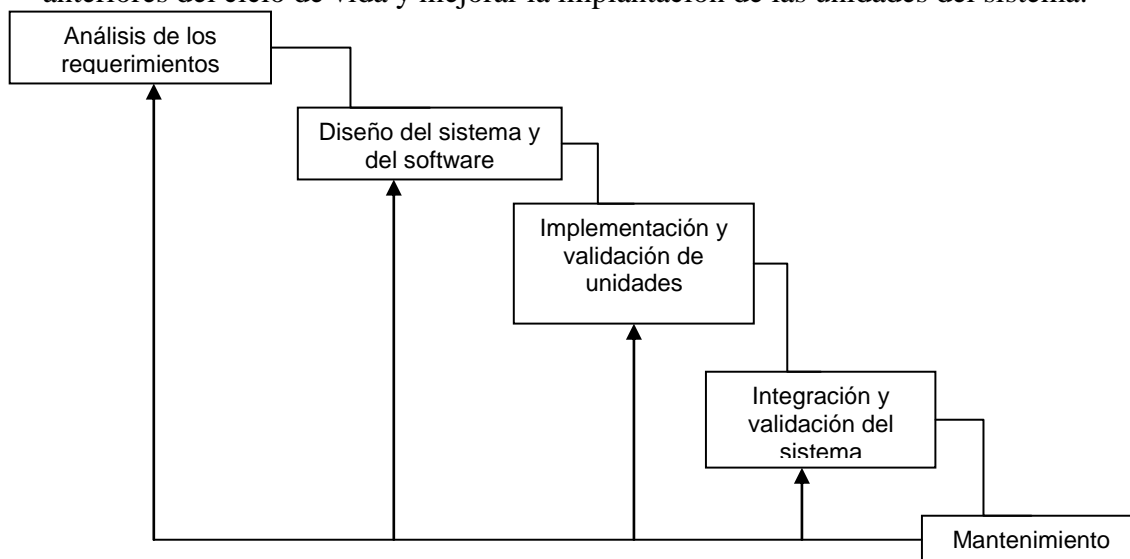 anteriores del ciclo de vida y mejorar la implantación de las unidades del sistema.
Análisis de los
requerimientos
Diseño del sistema y
del software
Implementación y
validación de
unidades
Integración y
validación del
sistema
Mantenimiento